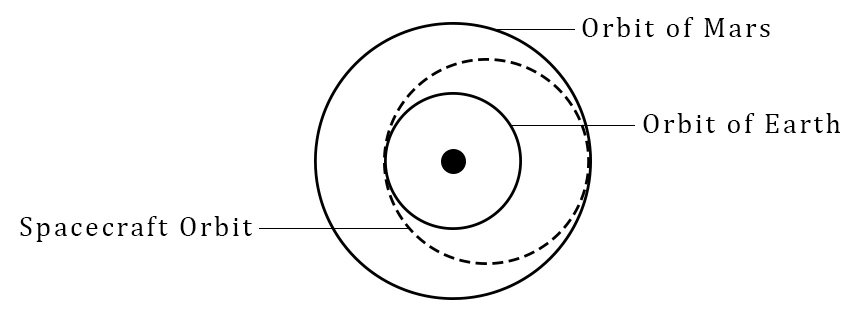 Orbit of Mars
Orbit of Earth
Spacecraft Orbit